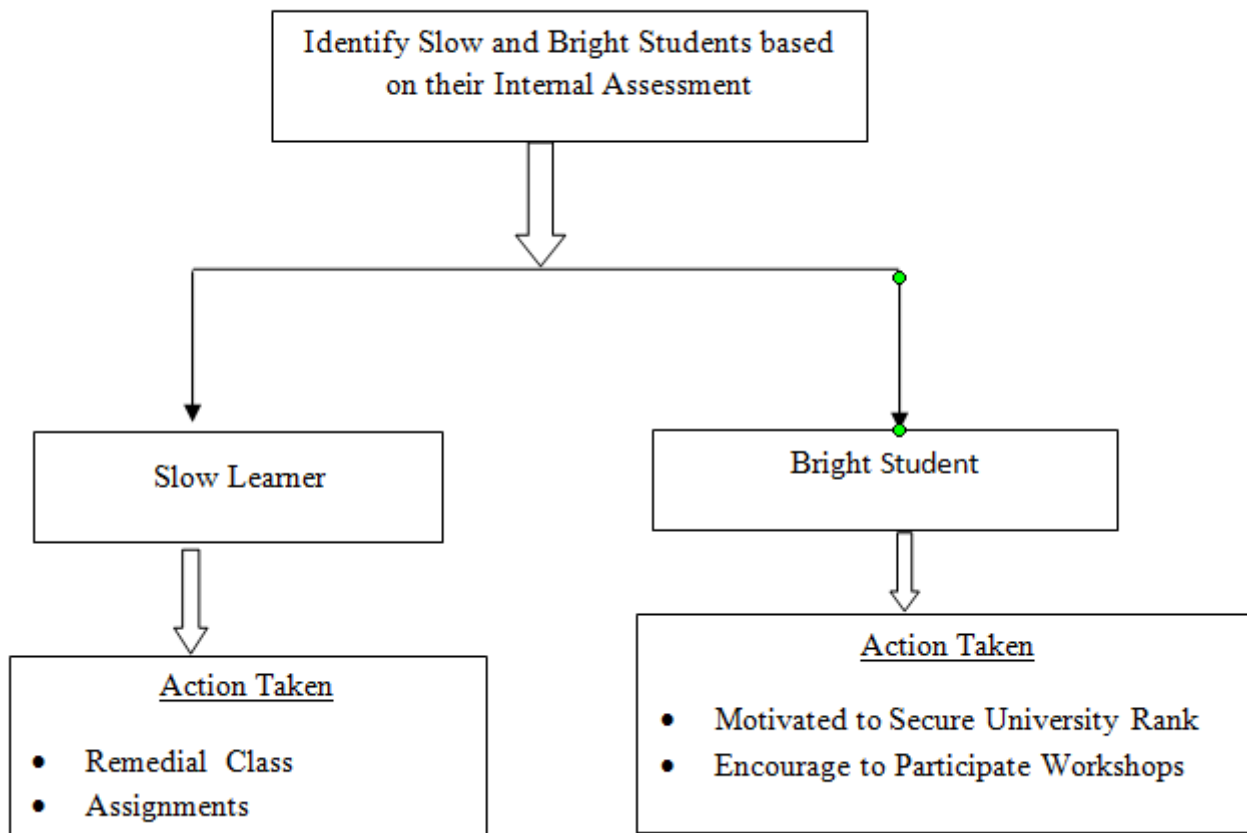 Identify Slow and Bright Students based
on their Internal Assessment
Slow Learner
Bright Student
Action Taken
• Remedial Class
• Assignments
Action Taken
• Motivated to Secure University Rank
• Encourage to Participate Workshops